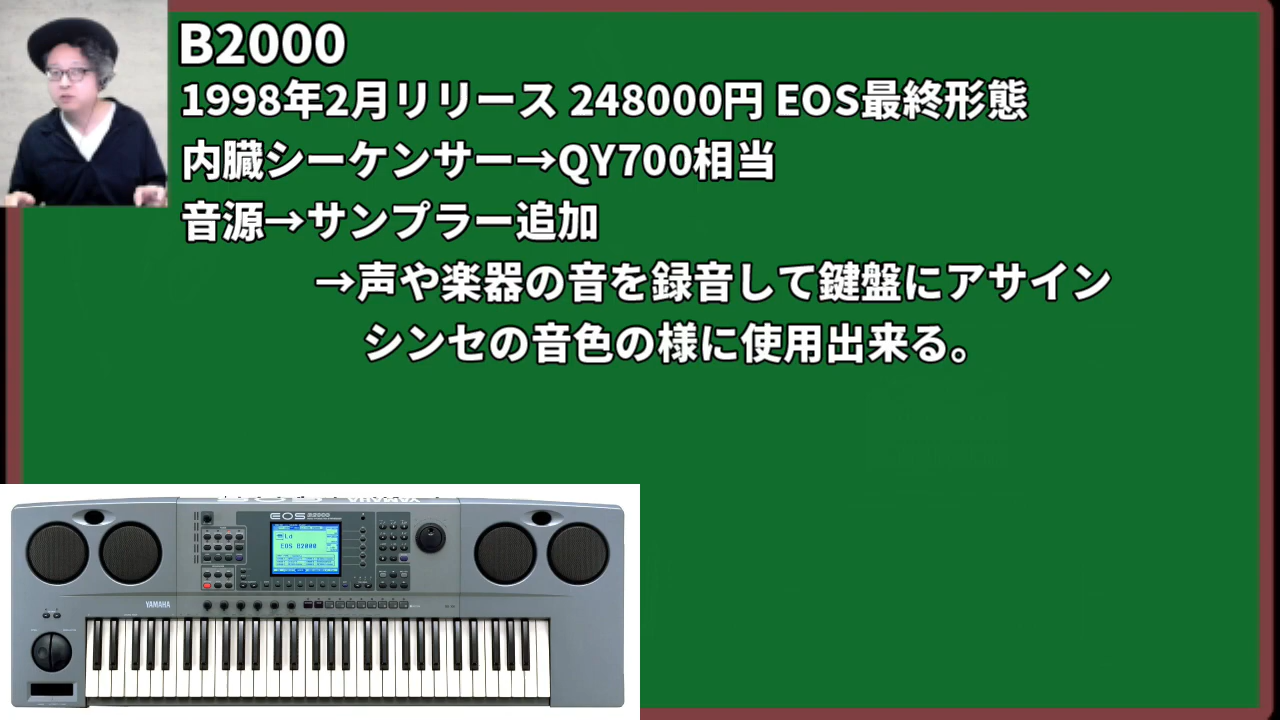 B2000
1998年2月リリース 248000円 EOS最終形態
内臓シーケンサー→QY700相当
音源→サンプラー追加
→声や楽器の音を録音して鍵盤にアサイン
シンセの音色の様に使用出来る。
EOS B2000
EOS B2000
YAMAHA